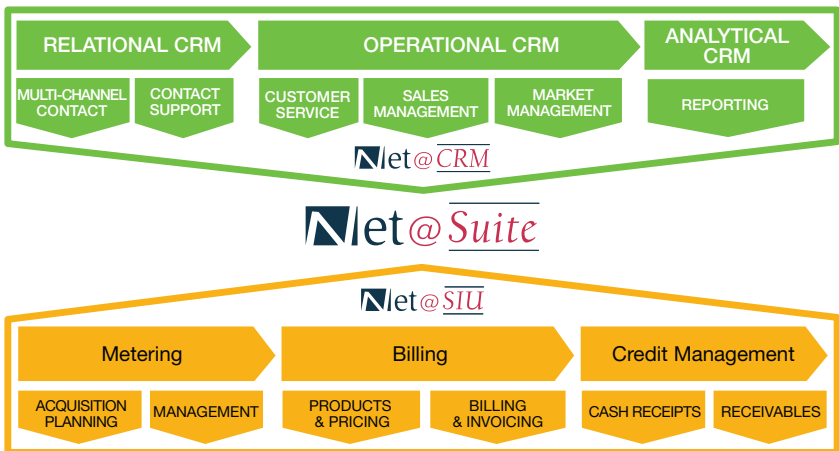 RELATIONAL CRM
OPERATIONAL CRM
ANALYTICAL
CRM
MULTI-CHANNEL
CONTACT
CONTACT
SUPPORT
CUSTOMER
SERVICE
SALES
MANAGEMENT
MARKET
MANAGEMENT
REPORTING
Net@CRM
Net@Suite
Net@SIU
Metering
Billing
Credit Management
ACQUISITION
PLANNING
MANAGEMENT
PRODUCTS
& PRICING
BILLING
& INVOICING
CASH RECEIPTS
RECEIVABLES